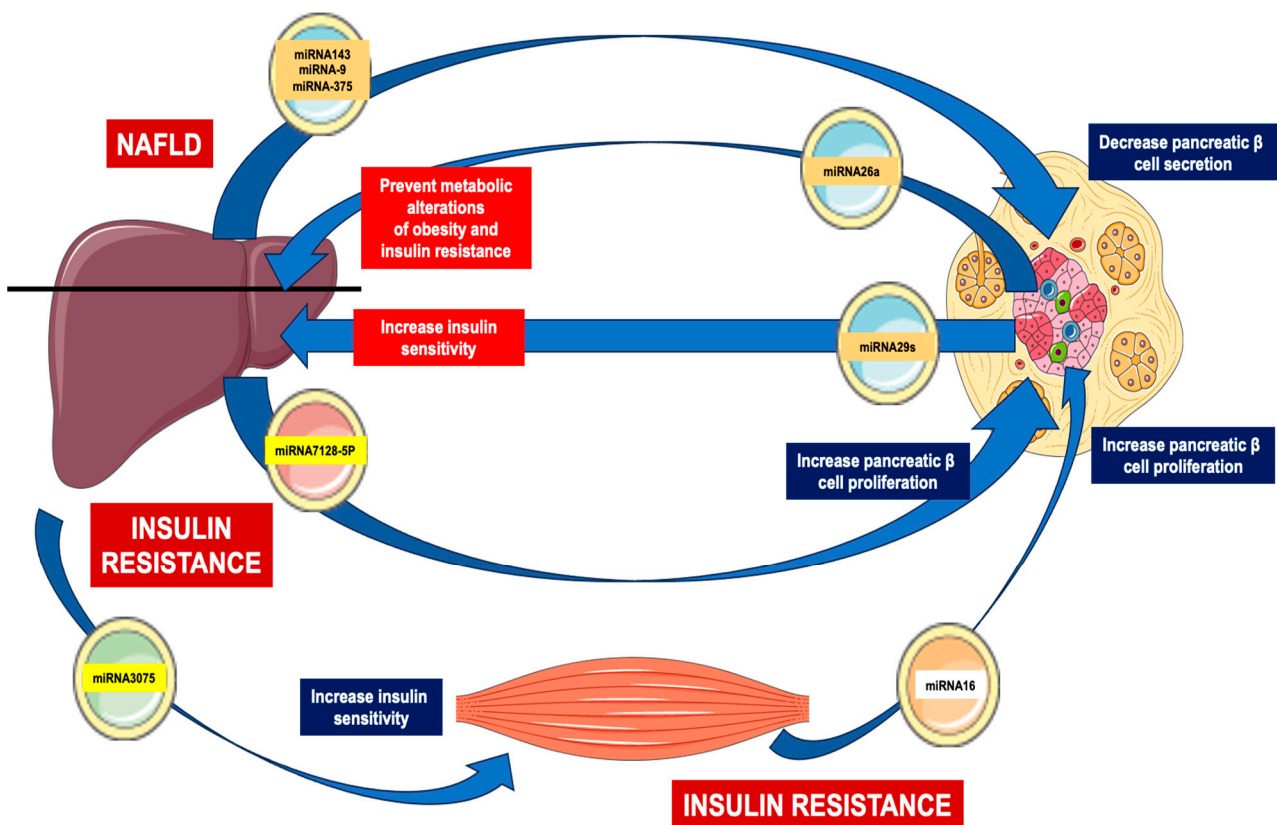 miRNA143
miRNA-9
miRNA-375
NAFLD
Prevent metabolic
alterations
of obesity and
insulin resistance
miRNA26a
Decrease pancreatic β
cell secretion
Increase insulin
sensitivity
miRNA29s
miRNA7128-5P
Increase pancreatic β
cell proliferation
Increase pancreatic β
cell proliferation
INSULIN
RESISTANCE
miRNA3075
Increase insulin
sensitivity
miRNA16
INSULIN RESISTANCE